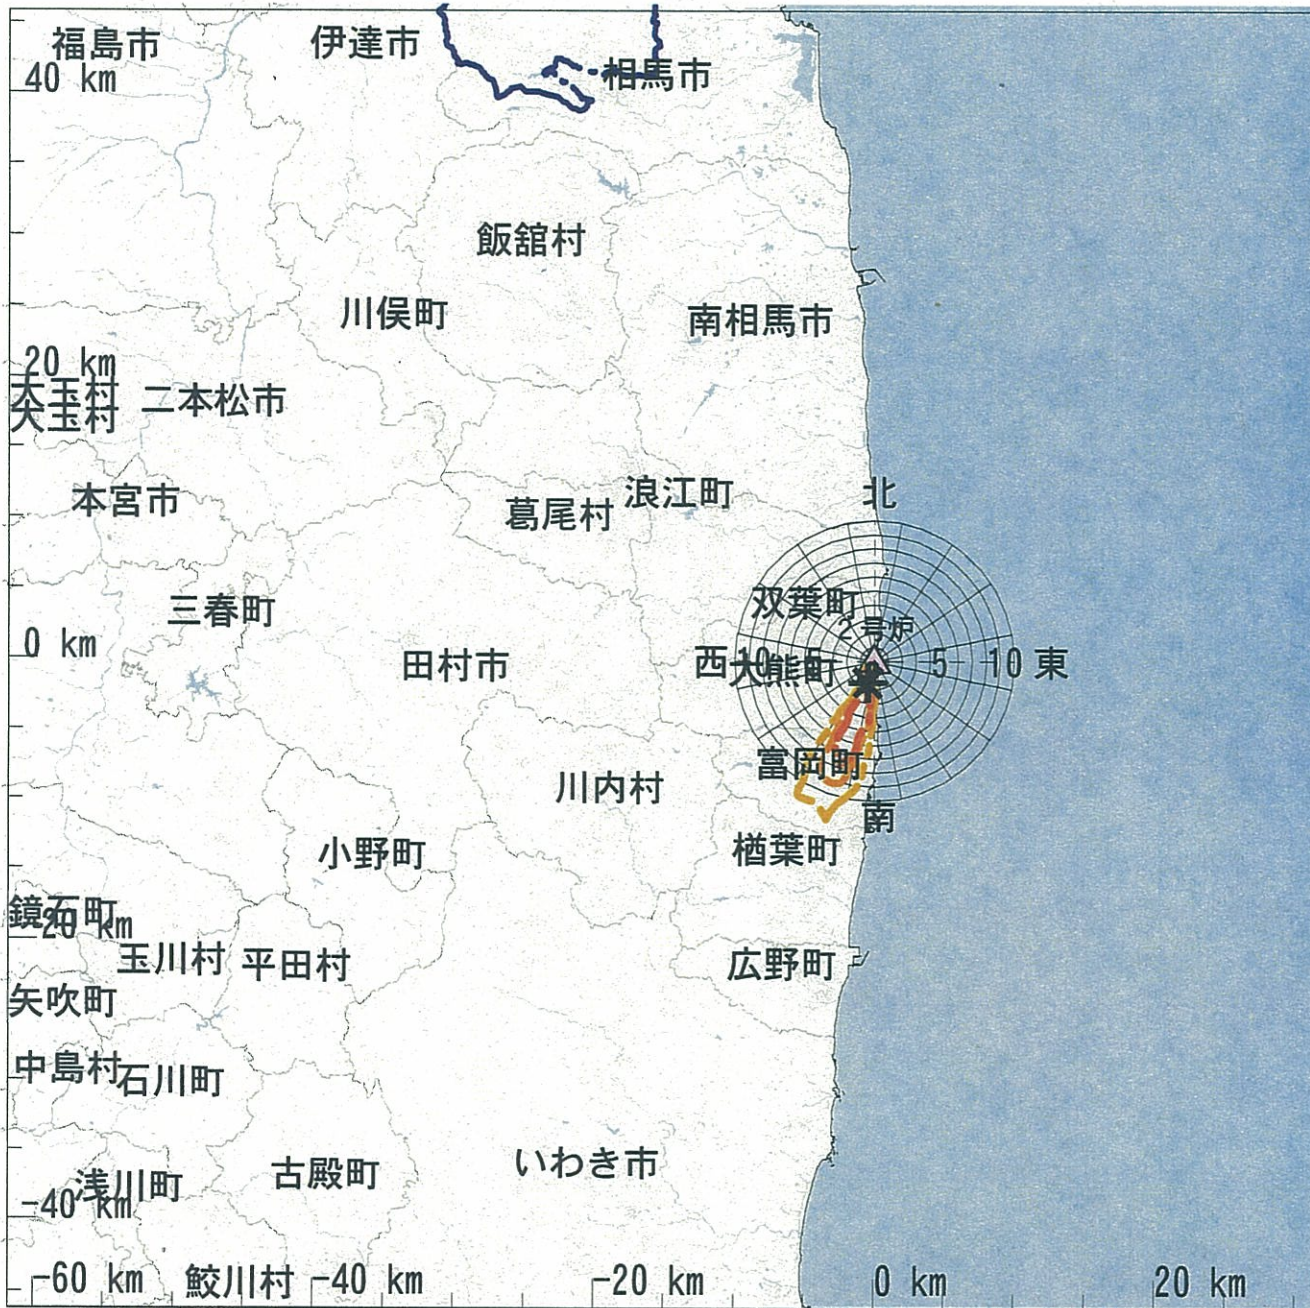 福島市
伊達市
40 km
相馬市
飯舘村
川俣町
南相馬市
20 km
大玉村
二本松市
大玉村
本宮市
葛尾村
浪江町
北
三春町
双葉町
2号炉
0 km
田村市
西
10
5
大熊町
5
10
東
富岡町
川内村
南
小野町
楢葉町
鏡石町
-20 km
玉川村
平田村
広野町
矢吹町
中島村
石川町
いわき市
古殿町
浅川町
-40 km
-60 km
鮫川村
-40 km
-20 km
0 km
20 km